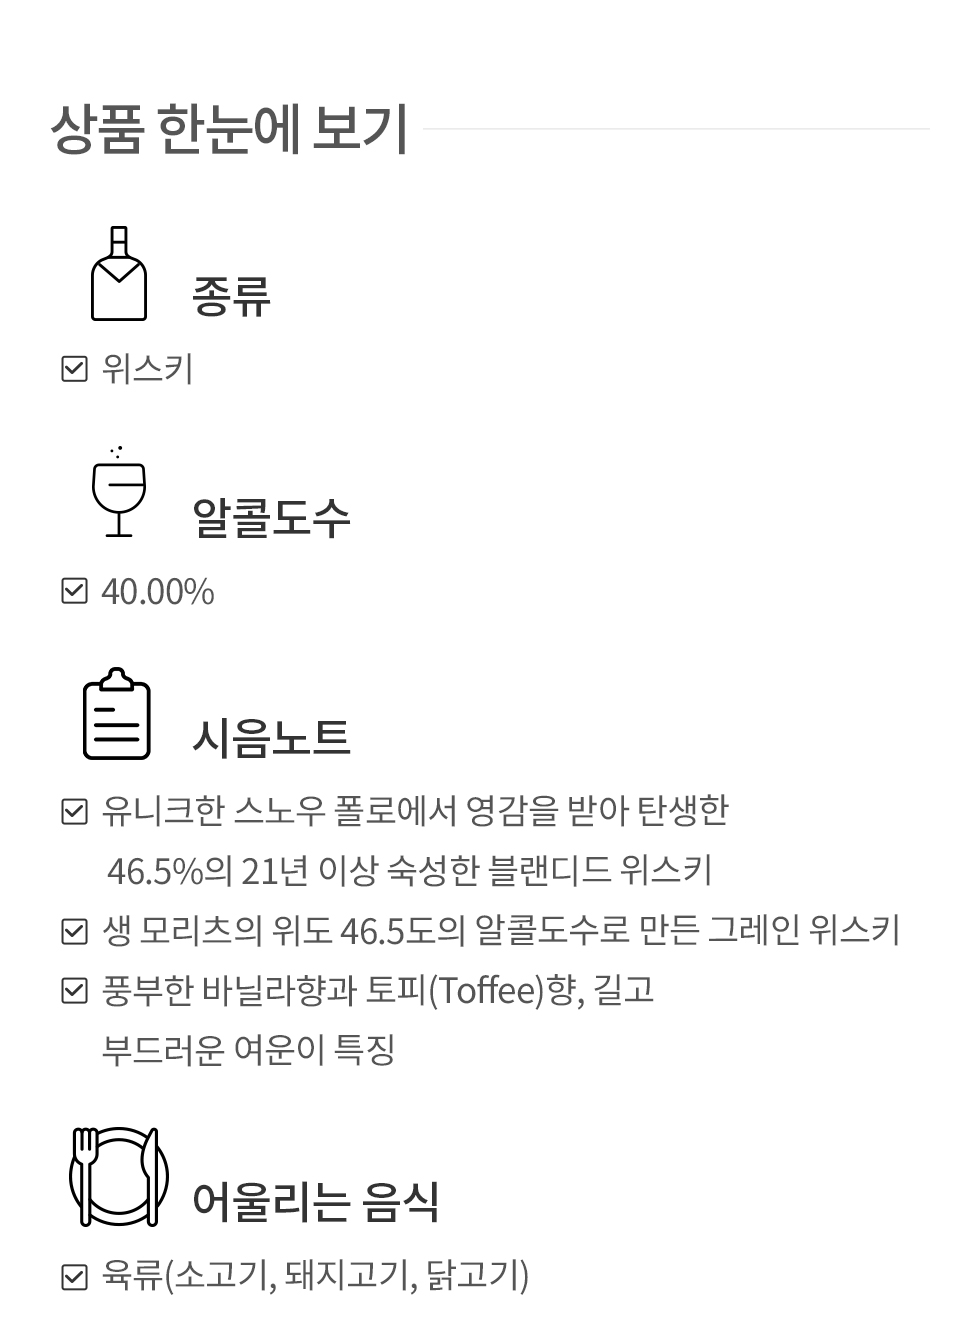 상품 한눈에 보기
종류
위스키
알콜도수
40.00%
시음노트
유니크한 스노우 폴로에서 영감을 받아 탄생한
46.5%의 21년 이상 숙성한 블랜디드 위스키
생 모리츠의 위도 46.5도의 알콜도수로 만든 그레인 위스키
풍부한 바닐라향과 토피(Toffee)향, 길고
부드러운 여운이 특징
어울리는 음식
육류(소고기, 돼지고기, 닭고기)